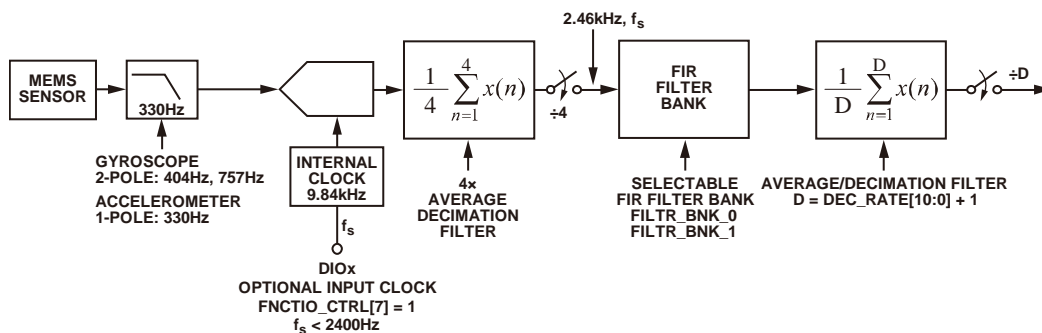 2.46kHz, fs
MEMS
SENSOR
330Hz
GYROSCOPE
2-POLE: 404Hz, 757Hz
ACCELEROMETER
1-POLE: 330Hz
INTERNAL
CLOCK
9.84kHz
fs
DIOx
OPTIONAL INPUT CLOCK
FNCTIO_CTRL[7] = 1
fs < 2400Hz
1/4 4 ∑ n=1 x(n)
÷4
4×
AVERAGE
DECIMATION
FILTER
FIR
FILTER
BANK
SELECTABLE
FIR FILTER BANK
FILTR_BNK_0
FILTR_BNK_1
1/D D ∑ n=1 x(n)
÷D
AVERAGE/DECIMATION FILTER
D = DEC_RATE[10:0] + 1